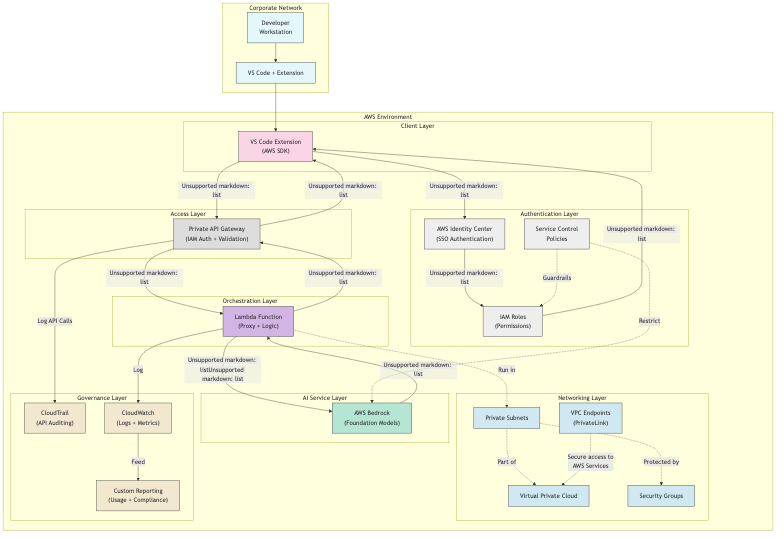 Corporate Network
Developer
Workstation
VS Code + Extension
AWS Environment
Client Layer
VS Code Extension
(AWS SDK)
Unsupported markdown:
list
Unsupported markdown:
list
Unsupported markdown:
list
Unsupported markdown:
list
Access Layer
Private API Gateway
(IAM Auth + Validation)
Authentication Layer
AWS Identity Center
(SSO Authentication)
Service Control
Policies
Unsupported markdown:
list
Unsupported markdown:
list
Unsupported markdown:
list
Guardrails
Orchestration Layer
Lambda Function
(Proxy + Logic)
IAM Roles
(Permissions)
Log API Calls
Restrict
Log
Unsupported markdown:
listUnsupported
markdown: list
Unsupported markdown:
list
Run in
Governance Layer
CloudTrail
(API Auditing)
CloudWatch
(Logs + Metrics)
AI Service Layer
AWS Bedrock
(Foundation Models)
Networking Layer
Private Subnets
VPC Endpoints
(PrivateLink)
Feed
Part of
Secure access to
AWS Services
Protected by
Custom Reporting
(Usage + Compliance)
Virtual Private Cloud
Security Groups